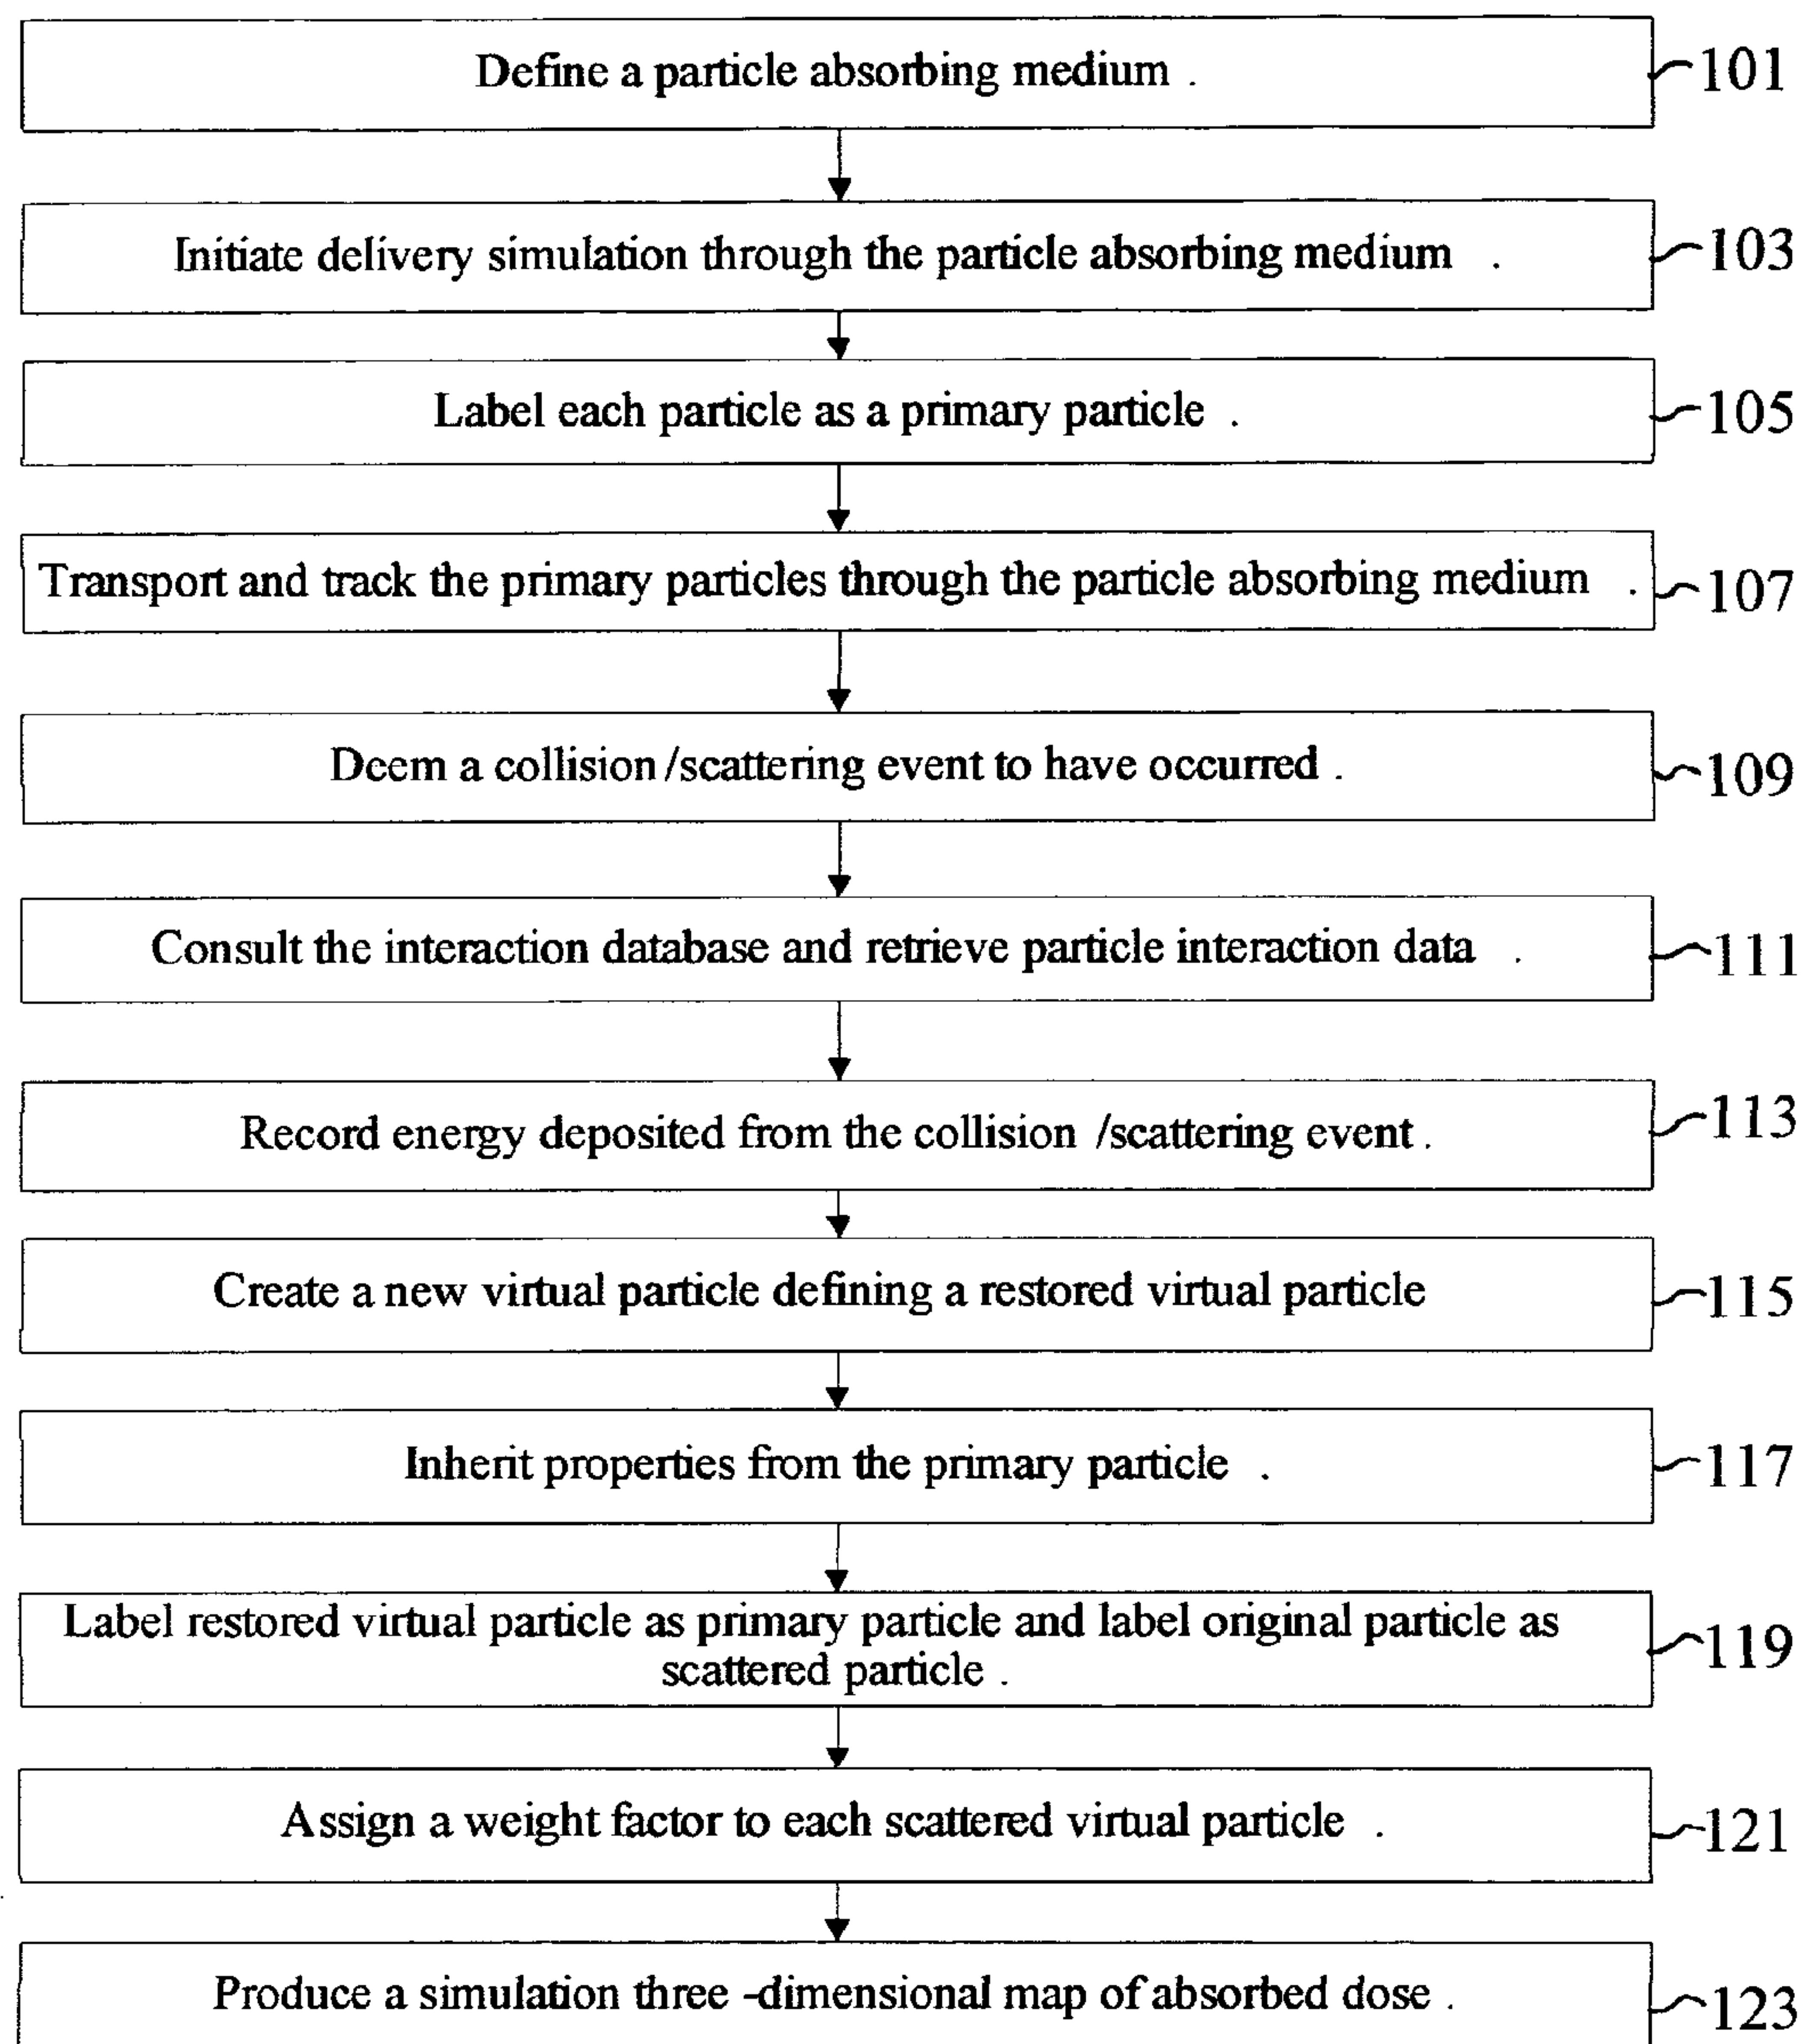 Define a particle absorbing medium .
101
Initiate delivery simulation through the particle absorbing medium .
103
Label each particle as a primary particle .
105
Transport and track the primary particles through the particle absorbing medium .
107
Deem a collision /scattering event to have occurred .
109
Consult the interaction database and retrieve particle interaction data .
111
Record energy deposited from the collision /scattering event .
113
Create a new virtual particle defining a restored virtual particle
115
Inherit properties from the primary particle .
117
Label restored virtual particle as primary particle and label original particle as
scattered particle .
119
Assign a weight factor to each scattered virtual particle .
121
Produce a simulation three -dimensional map of absorbed dose .
123